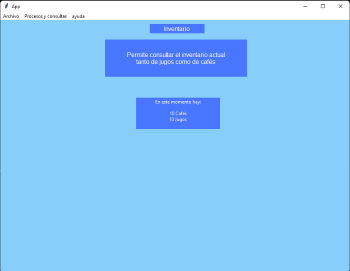 App
Archivo Procesos y consultas ayuda
Inventario
Permite consultar el inventario actual
tanto de jugos como de cafés
En este momento hay:
10 Cafés
10 Jugos